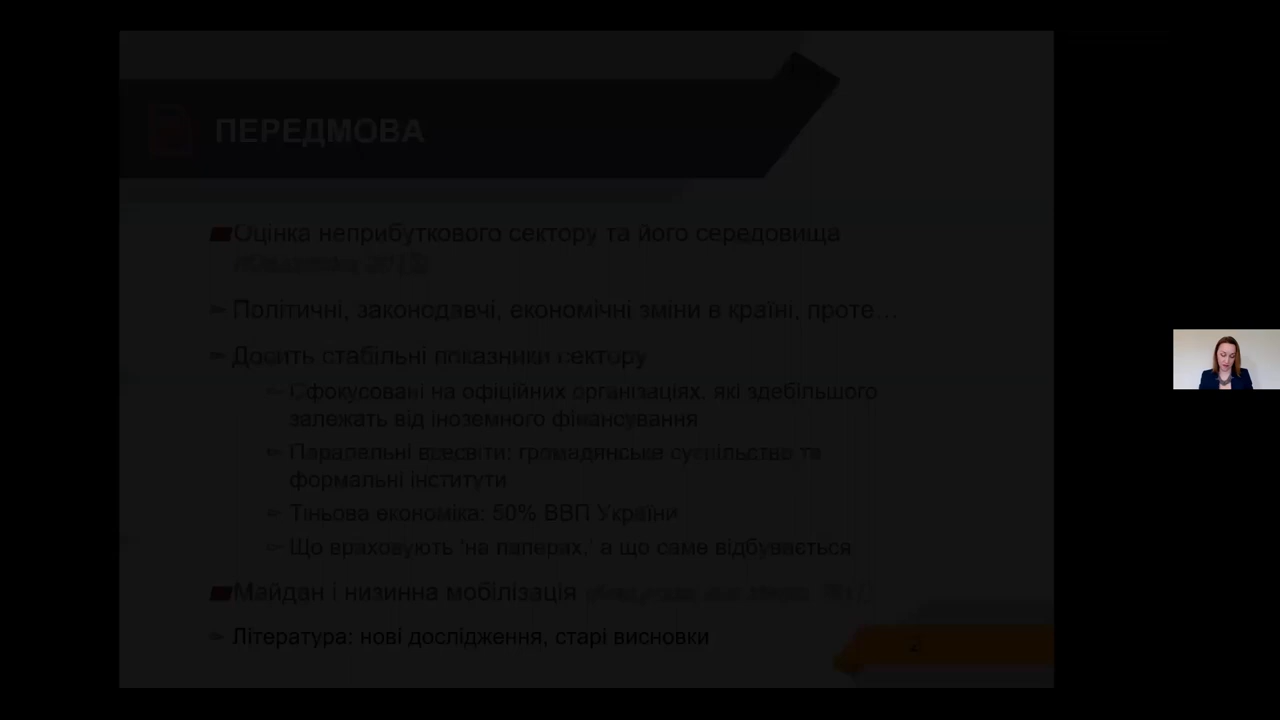 ПЕРЕДМОВА
Оцінка неприбуткового сектору та його середовища
Політичні, законодавчі, економічні зміни в країні, проте...
Досить стабільні показники сектору
Сфокусовані на офіційних організаціях, які здебільшого
залежать від іноземного фінансування
Паралельні всесвіти: громадянське суспільство та
формальні інститути
Тіньова економіка: 50% ВВП України
Що враховують ‘на паперах,’ а що саме відбувається
Майдан і низинна мобілізація
Література: нові дослідження, старі висновки
2